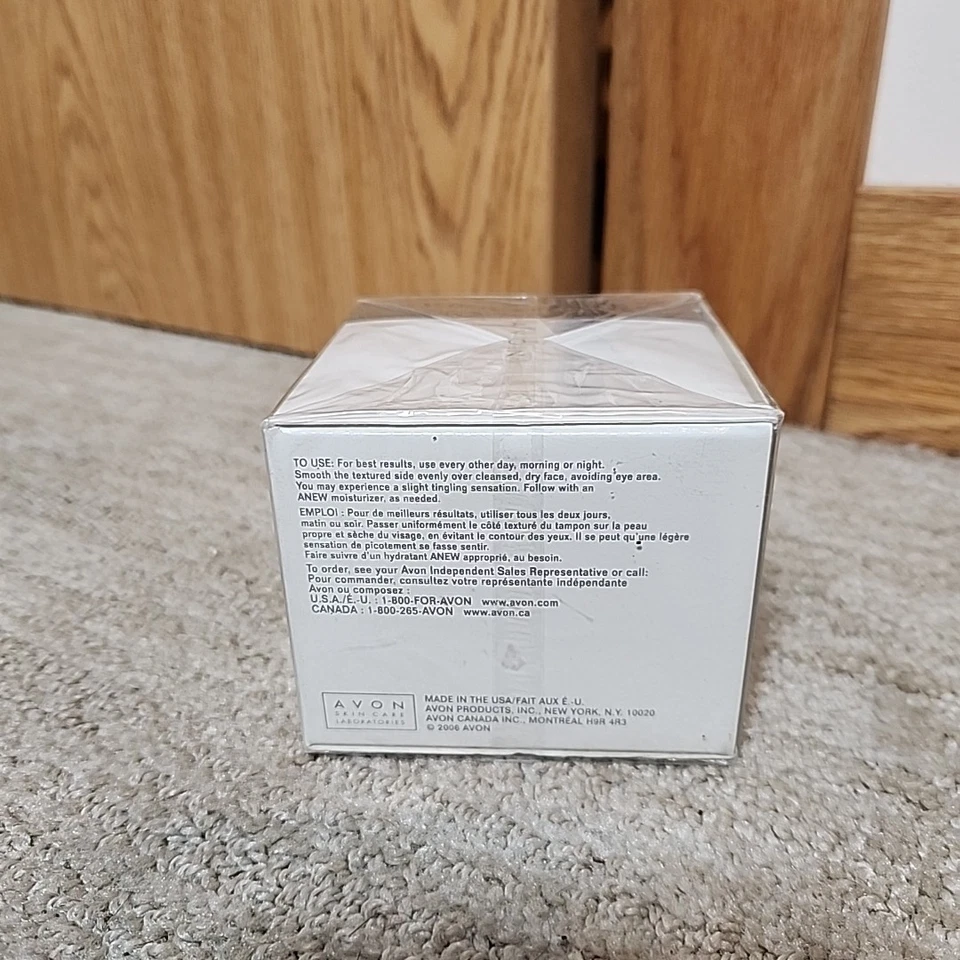 TO USE: For best results, use every other day, morning or night.
Smooth the textured side evenly over cleansed, dry face, avoiding eye area.
You may experience a slight tingling sensation. Follow with an
ANEW moisturizer, as needed.
EMPLOI : Pour de meilleurs résultats, utiliser tous les deux jours,
matin ou soir. Passer uniformément le côté texturé du tampon sur la peau
propre et sèche du visage, en évitant le contour des yeux. Il se peut qu'une légère
sensation de picotement se fasse sentir.
Faire suivre d'un hydratant ANEW approprié, au besoin.
To order, see your Avon Independent Sales Representative or call:
Pour commander, consultez votre représentante indépendante
Avon ou composez :
U.S.A./É.-U. : 1-800-FOR-AVON www.avon.com
CANADA : 1-800-265-AVON www.avon.ca
AVON
SKIN CARE
LABORATORIES
MADE IN THE USA/FAIT AUX É.-U.
AVON PRODUCTS, INC., NEW YORK, N.Y. 10020
AVON CANADA INC., MONTRÉAL H9R 4R3
© 2006 AVON